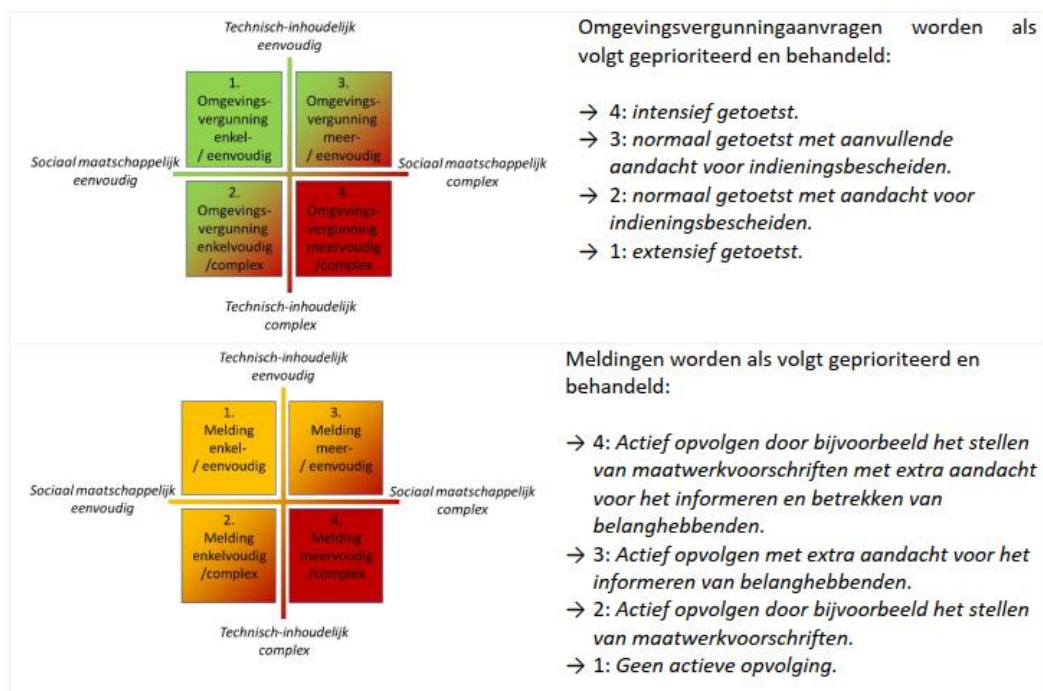 Technisch-inhoudelijk
eenvoudig
1.
Omgevings-
vergunning
enkel-
/ eenvoudig
3.
Omgevings-
vergunning
meer-
/ eenvoudig
Sociaal maatschappelijk
eenvoudig
Sociaal maatschappelijk
complex
2.
Omgevings-
vergunning
enkelvoudig
/complex
4.
Omgevings-
vergunning
meervoudig
/complex
Technisch-inhoudelijk
complex
Omgevingsvergunningaanvragen worden als
volgt geprioriteerd en behandeld:
→ 4: intensief getoetst.
→ 3: normaal getoetst met aanvullende
aandacht voor indieningsbescheiden.
→ 2: normaal getoetst met aandacht voor
indieningsbescheiden.
→ 1: extensief getoetst.
Technisch-inhoudelijk
eenvoudig
1.
Melding
enkel-
/ eenvoudig
3.
Melding
meer-
/ eenvoudig
Sociaal maatschappelijk
eenvoudig
Sociaal maatschappelijk
complex
2.
Melding
enkelvoudig
/complex
4.
Melding
meervoudig
/complex
Technisch-inhoudelijk
complex
Meldingen worden als volgt geprioriteerd en
behandeld:
→ 4: Actief opvolgen door bijvoorbeeld het stellen
van maatwerkvoorschriften met extra aandacht
voor het informeren en betrekken van
belanghebbenden.
→ 3: Actief opvolgen met extra aandacht voor het
informeren van belanghebbenden.
→ 2: Actief opvolgen door bijvoorbeeld het stellen
van maatwerkvoorschriften.
→ 1: Geen actieve opvolging.